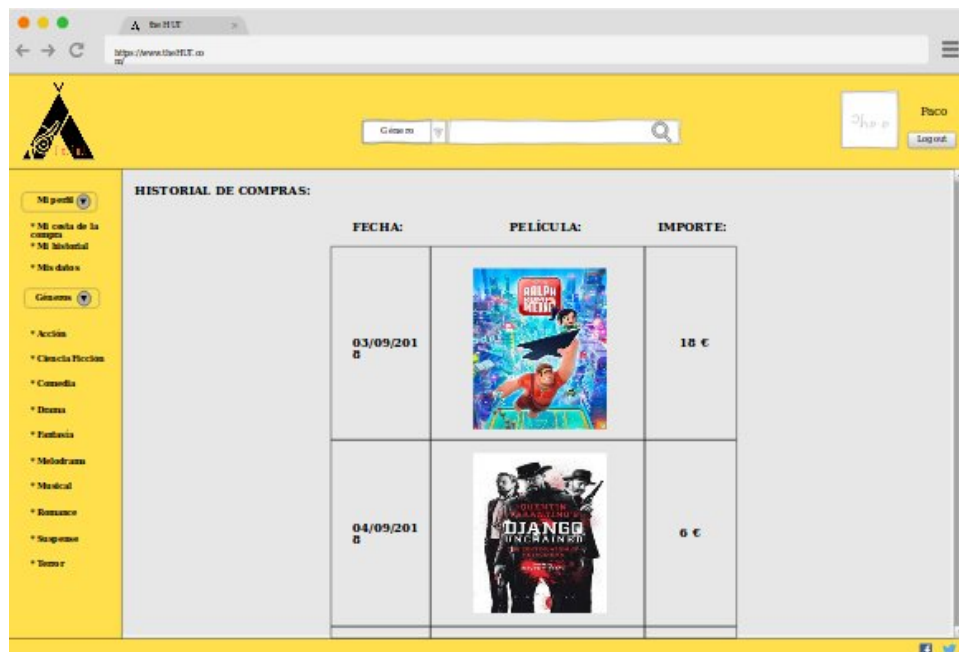 the HUT
https://www.theHUT.co
m/
Género
Paco
Logout
HISTORIAL DE COMPRAS:
Mi perfil
* Mi cesta de la
compra
* Mi historial
* Mis datos
Géneros
* Acción
* Ciencia Ficción
* Comedia
* Drama
* Fantasía
* Melodrama
* Musical
* Romance
* Suspense
* Terror
FECHA: PELÍCULA: IMPORTE:
03/09/201
8
RALPH
18 €
04/09/201
8
QUENTIN
TARANTINO'S
DJANGO
UNCHAINED
6 €